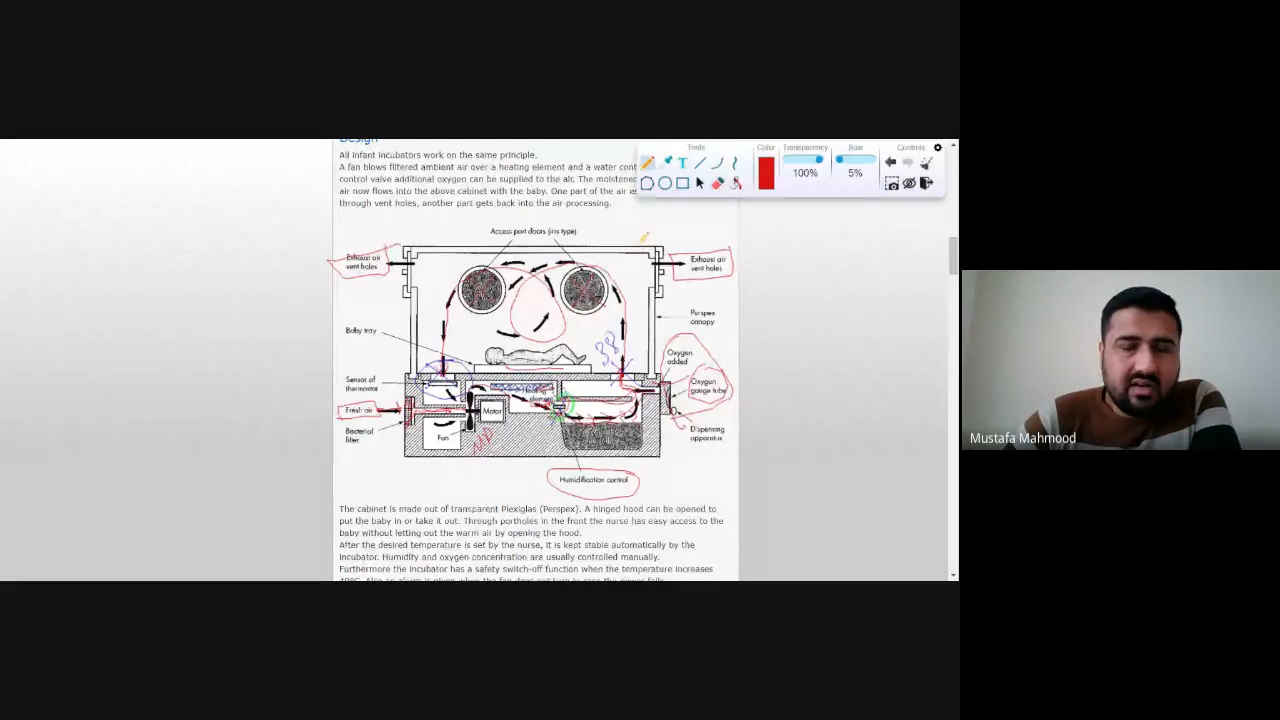 Design
All infant incubators work on the same principle.
A fan blows filtered ambient air over a heating element and a water
control valve additional oxygen can be supplied to the air. The moistened
air now flows into the above cabinet with the baby. One part of the air
through vent holes, another part gets back into the air processing.
Tools
Color
Transparency
Size
Controls
T
100%
5%
Access port doors (iris type)
Exhaust air
vent holes
Exhaust air
vent holes
Baby tray
Perspex
canopy
38
Oxygen
added
Sensor of
thermostat
element
Oxygen
gauge tube
Fresh air
Motor
Bacterial
filter
Fan
Dispensing
apparatus
Humidification control
The cabinet is made out of transparent Plexiglas (Perspex). A hinged hood can be opened to
put the baby in or take it out. Through portholes in the front the nurse has easy access to the
baby without letting out the warm air by opening the hood.
After the desired temperature is set by the nurse, it is kept stable automatically by the
incubator. Humidity and oxygen concentration are usually controlled manually.
Furthermore the incubator has a safety switch-off function when the temperature increases
Mustafa Mahmood